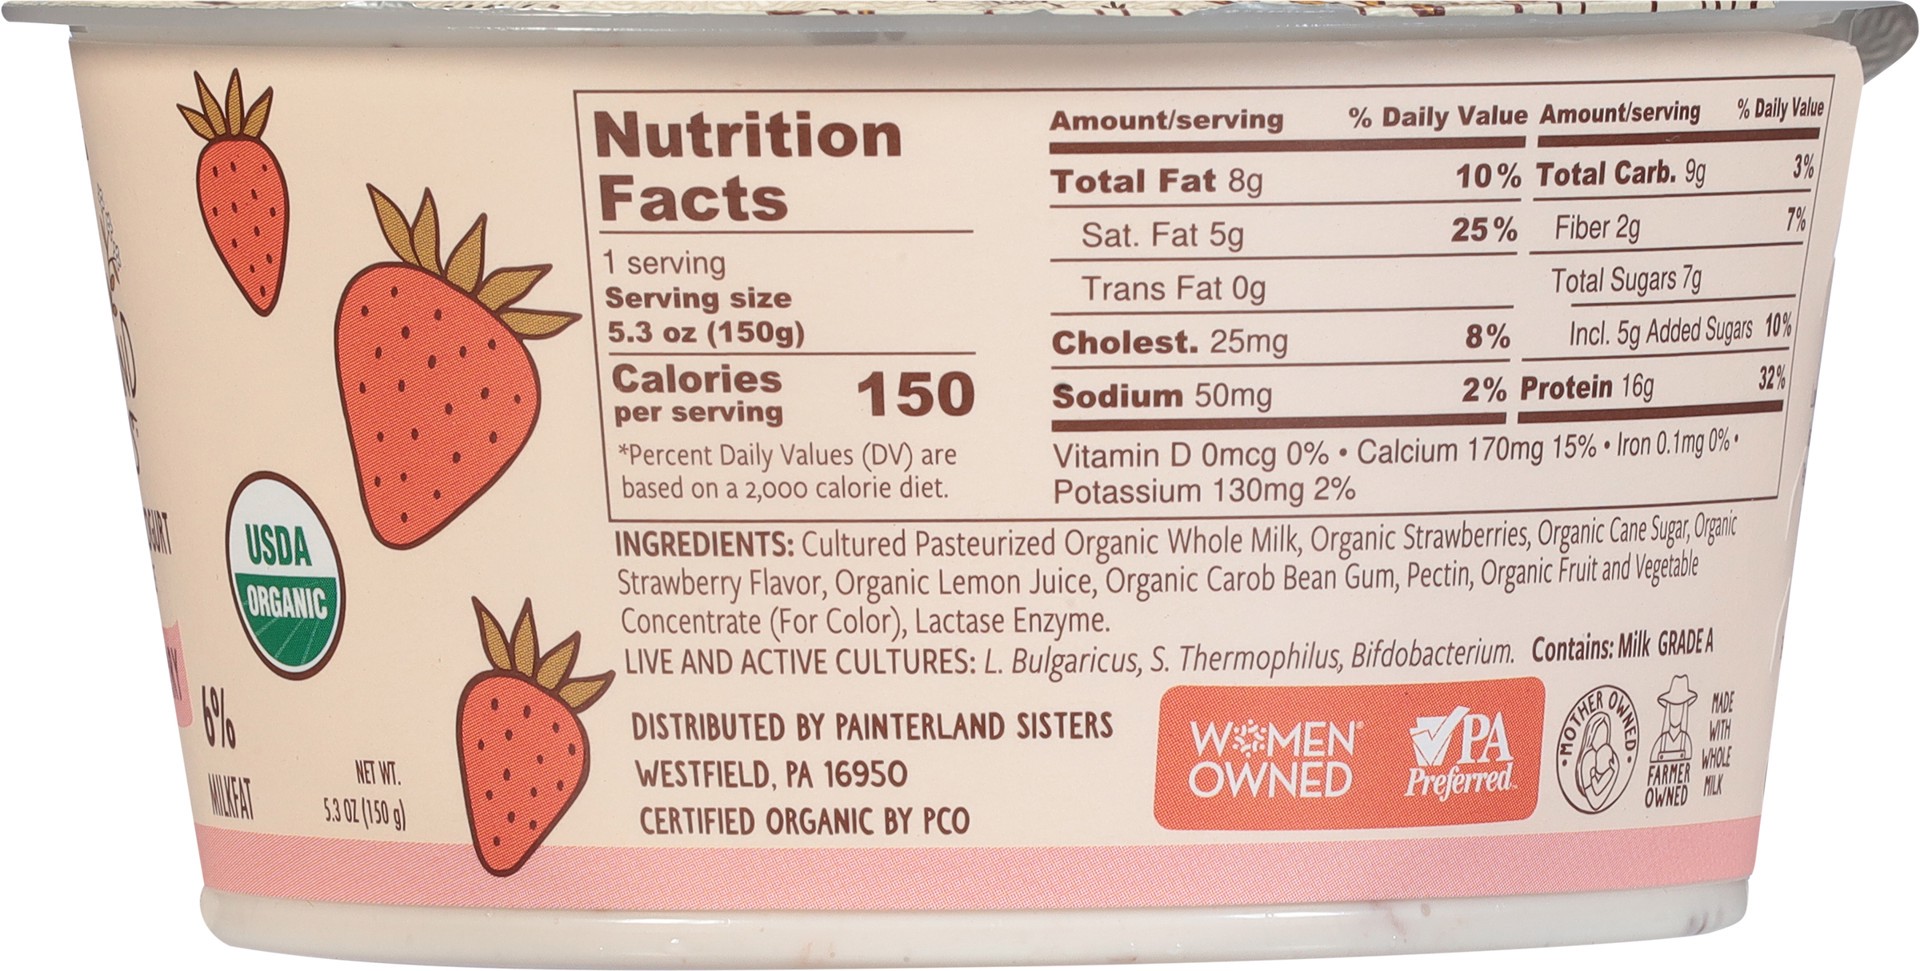 Nutrition
Facts
1 serving
Serving size
5.3 oz (150g)
Calories
per serving
150
*Percent Daily Values (DV) are
based on a 2,000 calorie diet.
Amount/serving % Daily Value
Total Fat 8g 10%
Sat. Fat 5g 25%
Trans Fat 0g
Cholest. 25mg 8%
Sodium 50mg 2%
Amount/serving % Daily Value
Total Carb. 9g 3%
Fiber 2g 7%
Total Sugars 7g
Incl. 5g Added Sugars 10%
Protein 16g 32%
Vitamin D 0mcg 0% • Calcium 170mg 15% • Iron 0.1mg 0% •
Potassium 130mg 2%
INGREDIENTS: Cultured Pasteurized Organic Whole Milk, Organic Strawberries, Organic Cane Sugar, Organic
Strawberry Flavor, Organic Lemon Juice, Organic Carob Bean Gum, Pectin, Organic Fruit and Vegetable
Concentrate (For Color), Lactase Enzyme.
LIVE AND ACTIVE CULTURES: L. Bulgaricus, S. Thermophilus, Bifdobacterium. Contains: Milk GRADE A
USDA
ORGANIC
6%
MILKFAT
NET WT.
5.3 OZ (150 g)
DISTRIBUTED BY PAINTERLAND SISTERS
WESTFIELD, PA 16950
CERTIFIED ORGANIC BY PCO
WOMEN®
OWNED
PA
Preferred™
•MOTHER OWNED•
FARMER
OWNED
MADE
WITH
WHOLE
MILK